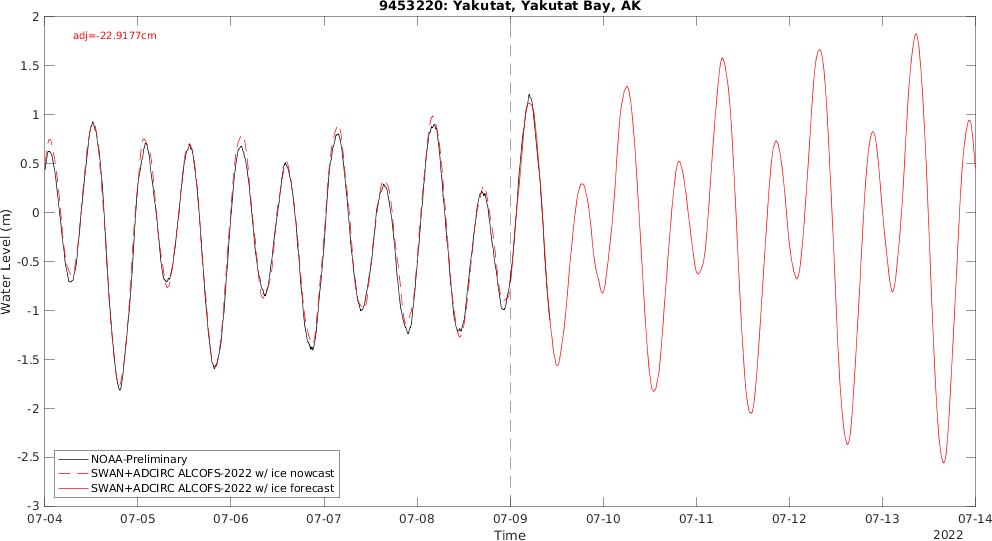 9453220: Yakutat, Yakutat Bay, AK
adj=-22.9177cm
2
1.5
1
0.5
0
-0.5
-1
-1.5
-2
-2.5
-3
Water Level (m)
NOAA-Preliminary
SWAN+ADCIRC ALCOFS-2022 w/ ice nowcast
SWAN+ADCIRC ALCOFS-2022 w/ ice forecast
07-04 07-05 07-06 07-07 07-08 07-09 07-10 07-11 07-12 07-13 07-14
Time
2022